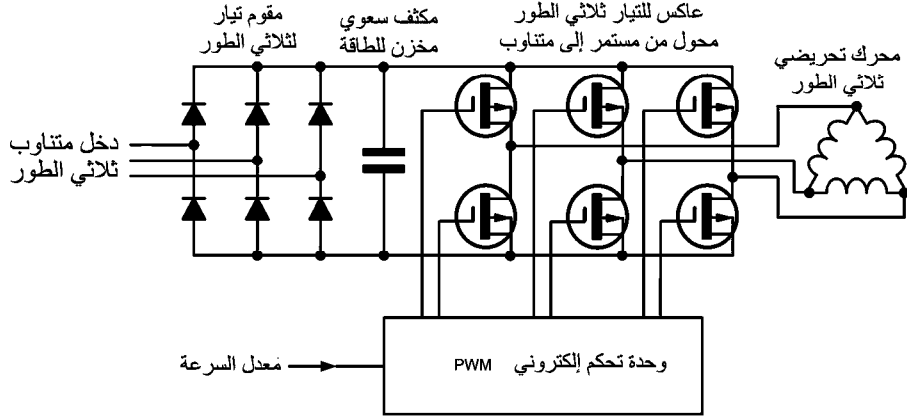 مقوم تيار
لثلاثي الطور
مكثف سعوي
مخزن للطاقة
عاكس للتيار ثلاثي الطور
محول من مستمر إلى متناوب
محرك تحريضي
ثلاثي الطور
دخل متناوب
ثلاثي الطور
معدل السرعة
وحدة تحكم إلكتروني PWM